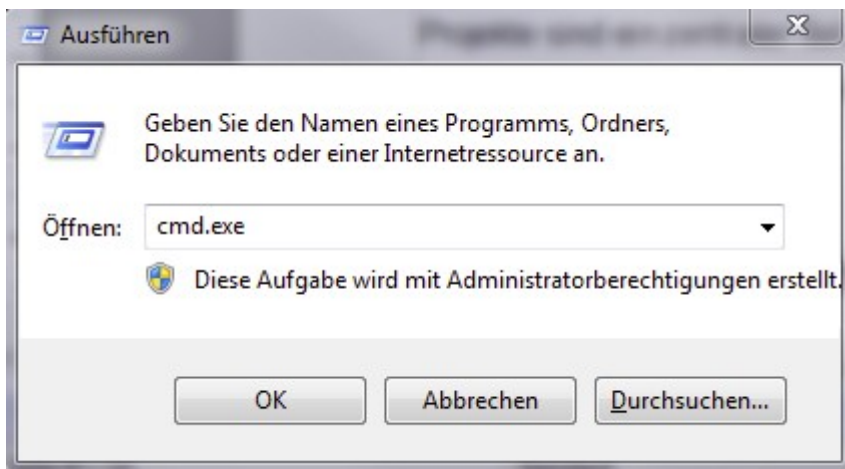 Ausführen
Geben Sie den Namen eines Programms, Ordners,
Dokuments oder einer Internetressource an.
Öffnen: cmd.exe
Diese Aufgabe wird mit Administratorberechtigungen erstellt.
OK Abbrechen Durchsuchen...